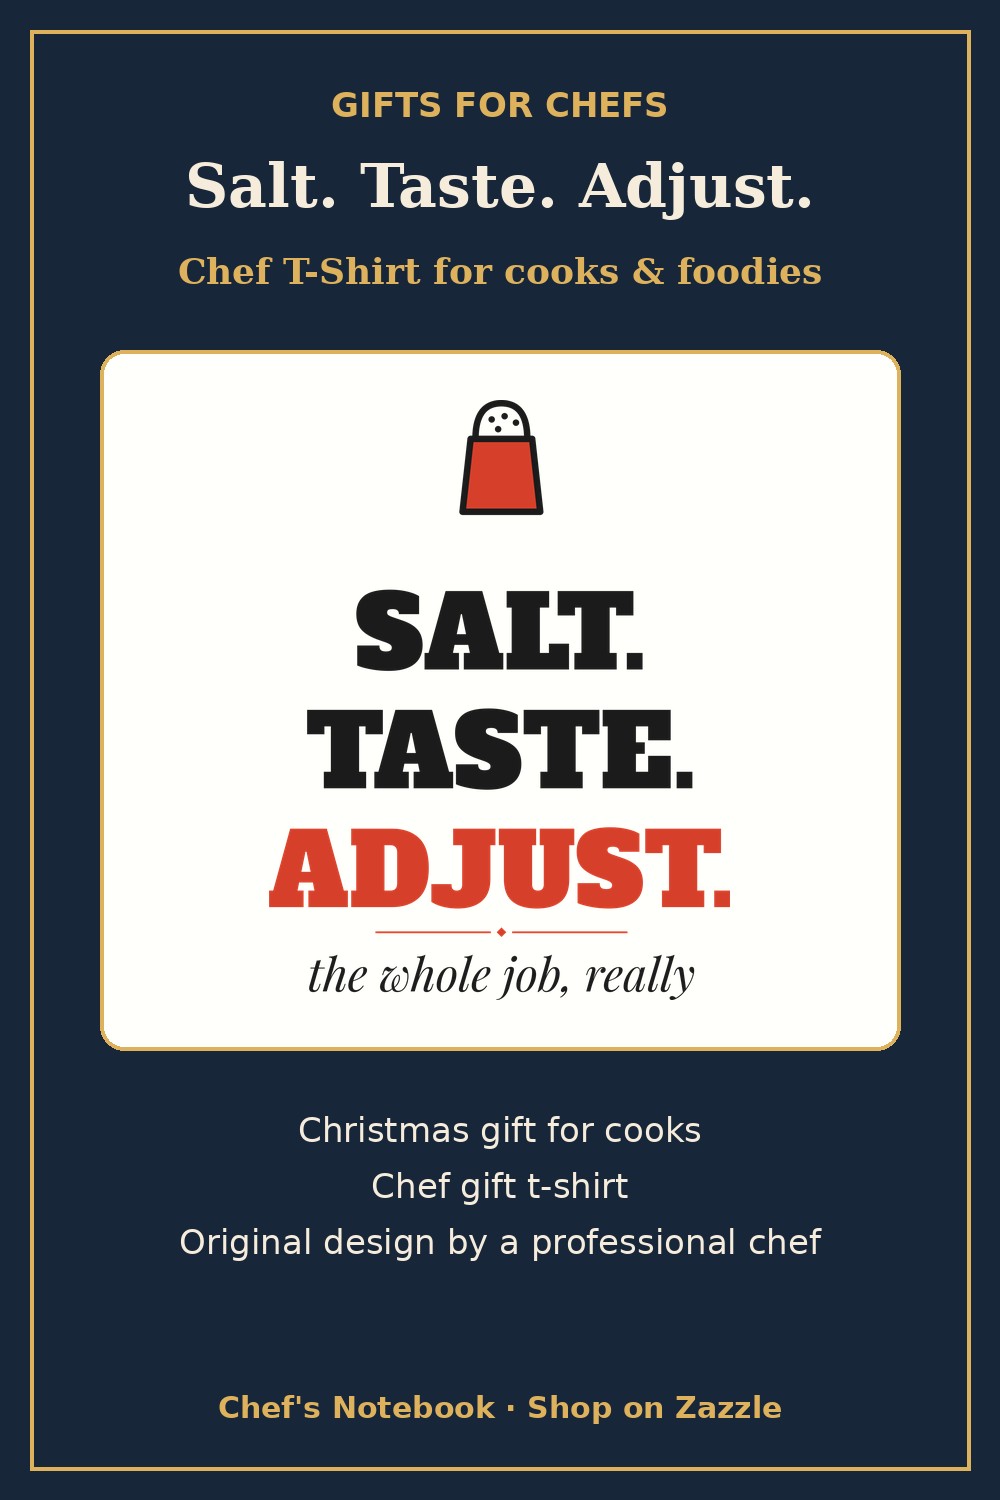 GIFTS FOR CHEFS
Salt. Taste. Adjust.
Chef T-Shirt for cooks & foodies
SALT.
TASTE.
ADJUST.
the whole job, really
Christmas gift for cooks
Chef gift t-shirt
Original design by a professional chef
Chef's Notebook · Shop on Zazzle